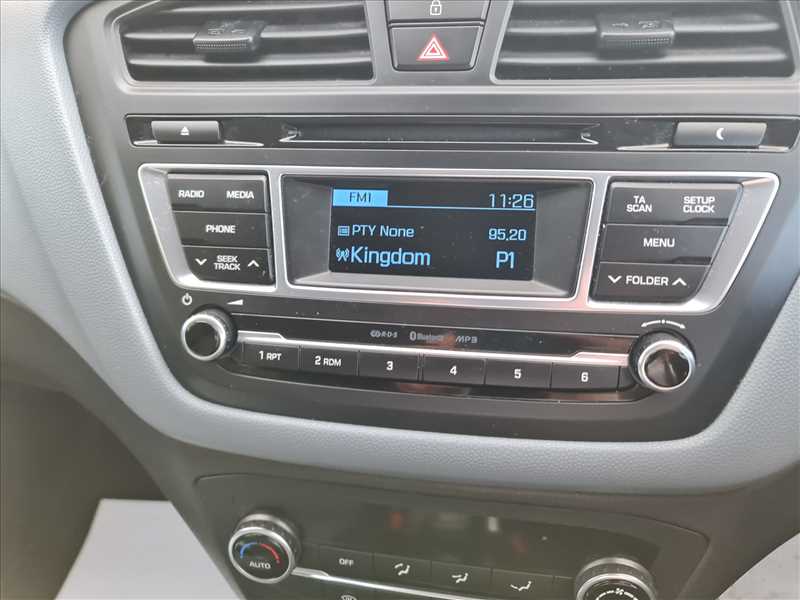 FM1 11:26
PTY None 95.20
Kingdom P1
RADIO MEDIA
PHONE
SEEK
TRACK
TA
SCAN
SETUP
CLOCK
MENU
FOLDER
R·D·S Bluetooth MP3
1 RPT 2 RDM 3 4 5 6
AUTO
OFF